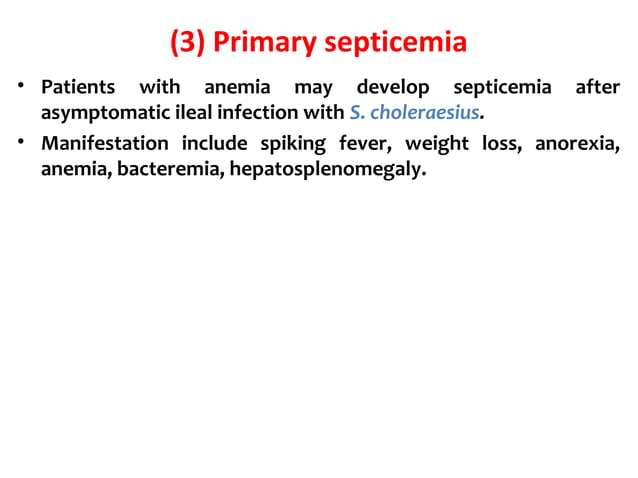 (3) Primary septicemia
• Patients with anemia may develop septicemia after
asymptomatic ileal infection with S. choleraesius.
• Manifestation include spiking fever, weight loss, anorexia,
anemia, bacteremia, hepatosplenomegaly.